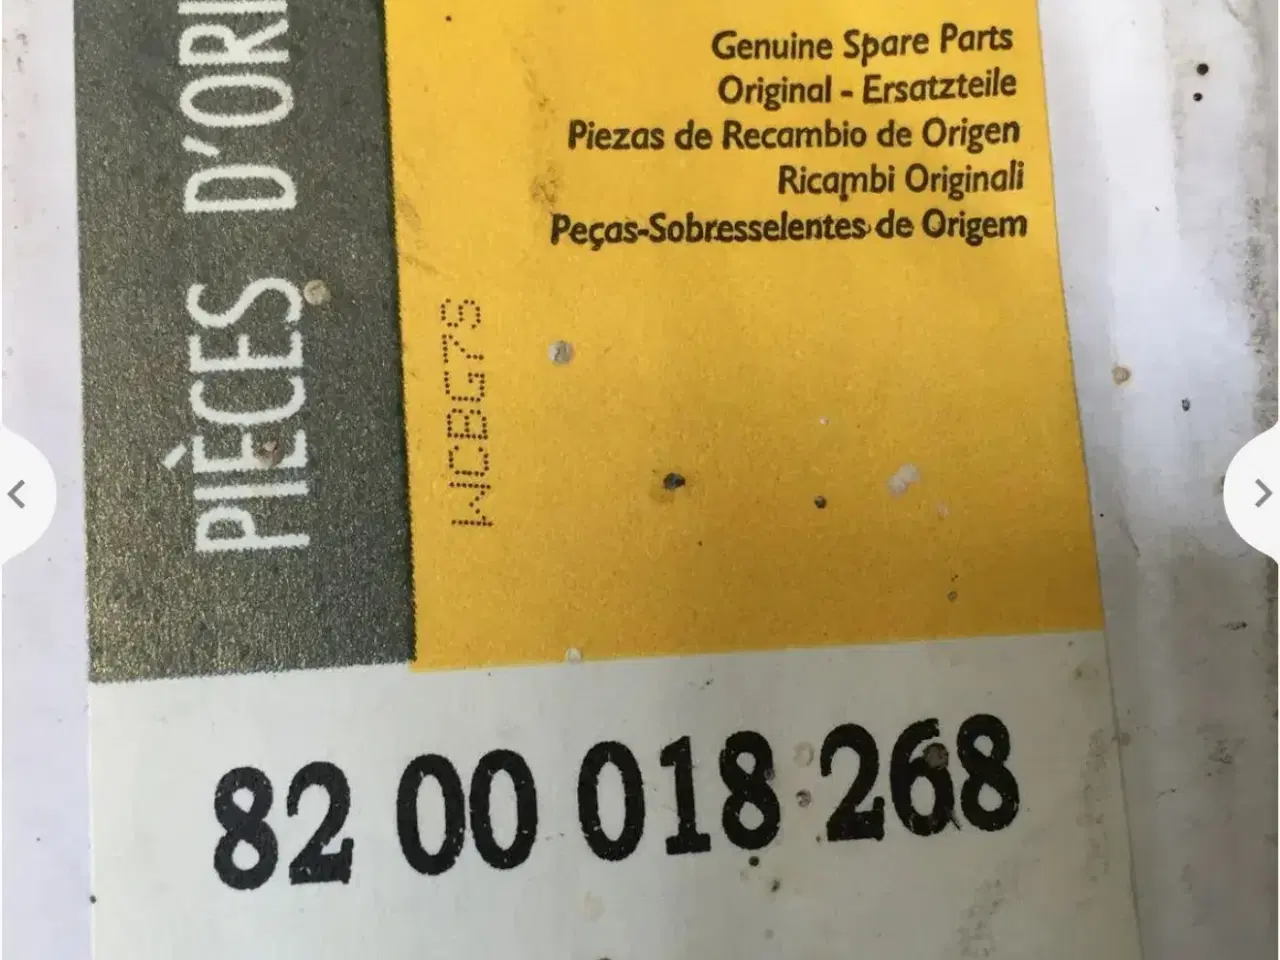 PIÈCES D'ORI
Genuine Spare Parts
Original - Ersatzteile
Piezas de Recambio de Origen
Ricambi Originali
Peças-Sobresselentes de Origem
WCBG7S
82 00 018 268